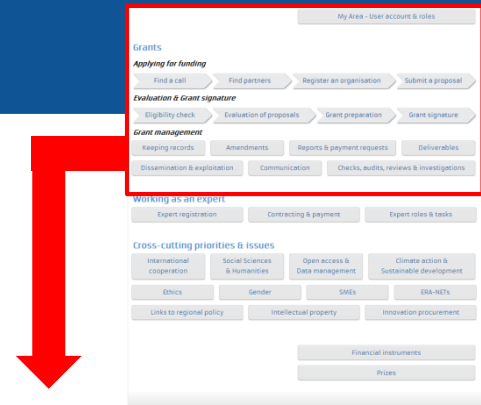 My Area - User account & roles
Grants
Applying for funding
Find a call
Find partners
Register an organisation
Submit a proposal
Evaluation & Grant signature
Eligibility check
Evaluation of proposals
Grant preparation
Grant signature
Grant management
Keeping records
Amendments
Reports & payment requests
Deliverables
Dissemination & exploitation
Communication
Checks, audits, reviews & investigations
Working as an expert
Expert registration
Contracting & payment
Expert roles & tasks
Cross-cutting priorities & issues
International
cooperation
Social Sciences
& Humanities
Open access &
Data management
Climate action &
Sustainable development
Ethics
Gender
SMEs
ERA-NETs
Links to regional policy
Intellectual property
Innovation procurement
Financial instruments
Prizes